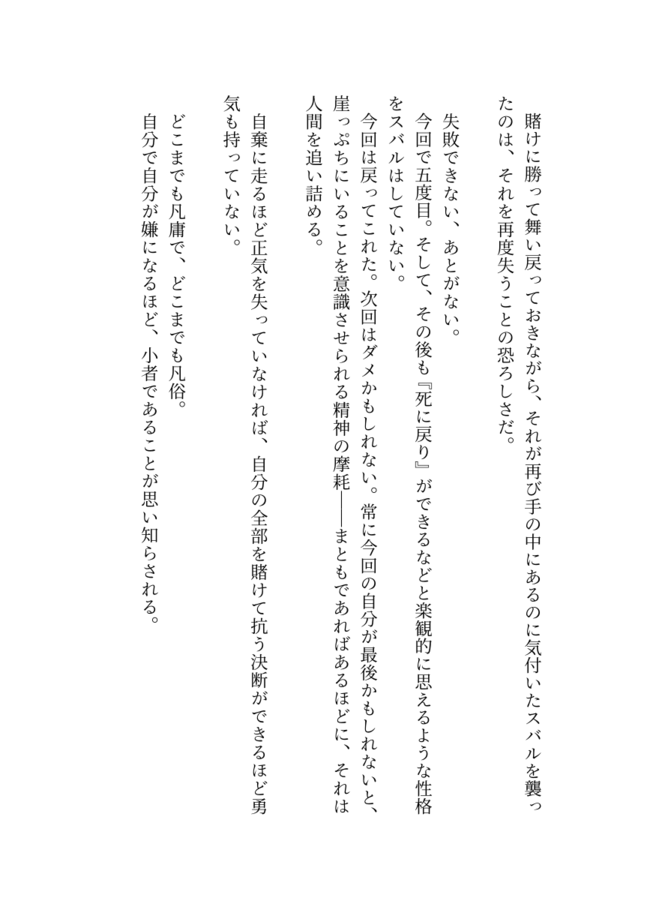 賭けに勝って舞い戻っておきながら、それが再び手の中にあるのに気付いたスバルを襲っ
たのは、それを再度失うことの恐ろしさだ。
失敗できない、あとがない。
今回で五度目。そして、その後も『死に戻り』ができるなどと楽観的に思えるような性格
をスバルはしていない。
今回は戻ってこれた。次回はダメかもしれない。常に今回の自分が最後かもしれないと、
崖っぷちにいることを意識させられる精神の摩耗――まともであればあるほどに、それは
人間を追い詰める。
自棄に走るほど正気を失っていなければ、自分の全部を賭けて抗う決断ができるほど勇
気も持っていない。
どこまでも凡庸で、どこまでも凡俗。
自分で自分が嫌になるほど、小者であることが思い知らされる。